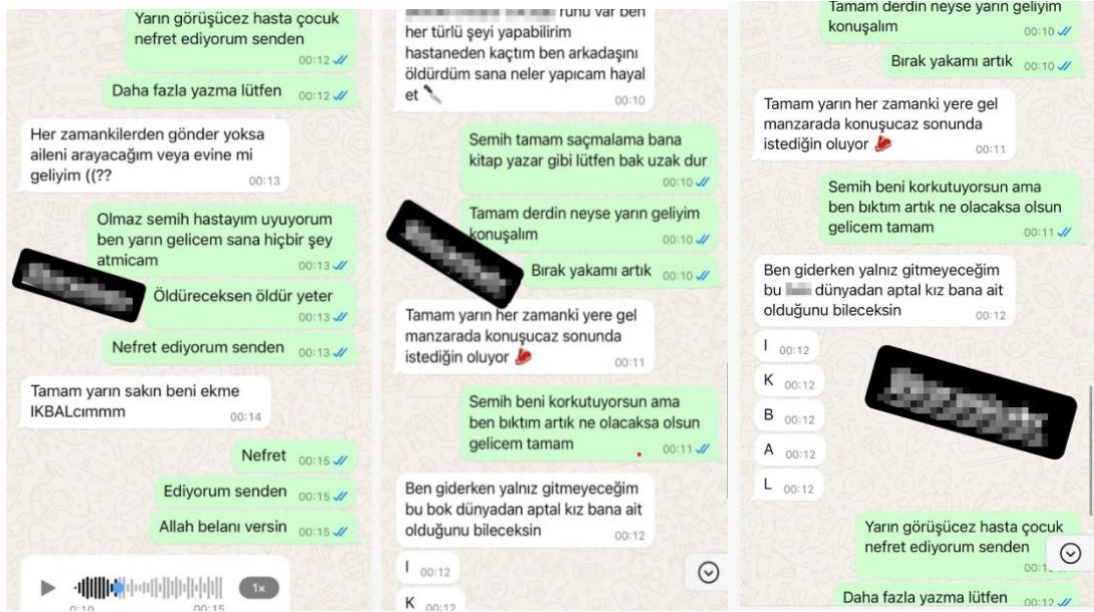 Yarın görüşücez hasta çocuk
nefret ediyorum senden
00:12
Daha fazla yazma lütfen 00:12
Her zamankilerden gönder yoksa
aileni arayacağım veya evine mi
geliyim ((??
00:13
Olmaz semih hastayım uyuyorum
ben yarın gelicem sana hiçbir şey
atmicam
00:13
Öldüreceksen öldür yeter
00:13
Nefret ediyorum senden 00:13
Tamam yarın sakın beni ekme
IKBALcımmm
00:14
Nefret 00:15
Ediyorum senden 00:15
Allah belanı versin 00:15
1x
0:10 00:15
runu var ben
her türlü şeyi yapabilirim
hastaneden kaçtım ben arkadaşını
öldürdüm sana neler yapıcam hayal
et
00:10
Semih tamam saçmalama bana
kitap yazar gibi lütfen bak uzak dur
00:10
Tamam derdin neyse yarın geliyim
konuşalım
00:10
Bırak yakamı artık 00:10
Tamam yarın her zamanki yere gel
manzarada konuşucaz sonunda
istediğin oluyor
00:11
Semih beni korkutuyorsun ama
ben bıktım artık ne olacaksa olsun
gelicem tamam
00:11
Ben giderken yalnız gitmeyeceğim
bu bok dünyadan aptal kız bana ait
olduğunu bileceksin
00:12
I 00:12
K 00:12
Tamam derdin neyse yarın geliyim
konuşalım
00:10
Bırak yakamı artık 00:10
Tamam yarın her zamanki yere gel
manzarada konuşucaz sonunda
istediğin oluyor
00:11
Semih beni korkutuyorsun ama
ben bıktım artık ne olacaksa olsun
gelicem tamam
00:11
Ben giderken yalnız gitmeyeceğim
bu dünyadan aptal kız bana ait
olduğunu bileceksin
00:12
I 00:12
K 00:12
B 00:12
A 00:12
L 00:12
Yarın görüşücez hasta çocuk
nefret ediyorum senden
Daha fazla yazma lütfen 00:12